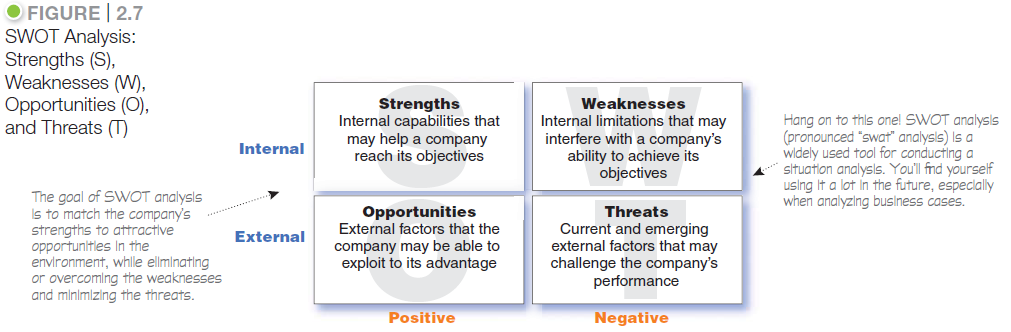 FIGURE | 2.7
SWOT Analysis:
Strengths (S),
Weaknesses (W),
Opportunities (O),
and Threats (T)
Internal
Strengths
Internal capabilities that
may help a company
reach its objectives
Weaknesses
Internal limitations that may
interfere with a company's
ability to achieve its
objectives
External
Opportunities
External factors that the
company may be able to
exploit to its advantage
Threats
Current and emerging
external factors that may
challenge the company's
performance
Positive
Negative
The goal of SWOT analysis
is to match the company's
strengths to attractive
opportunities in the
environment, while eliminating
or overcoming the weaknesses
and minimizing the threats.
Hang on to this one! SWOT analysis
(pronounced "swat" analysis) is a
widely used tool for conducting a
situation analysis. You'll find yourself
using it a lot in the future, especially
when analyzing business cases.
S
W
O
T